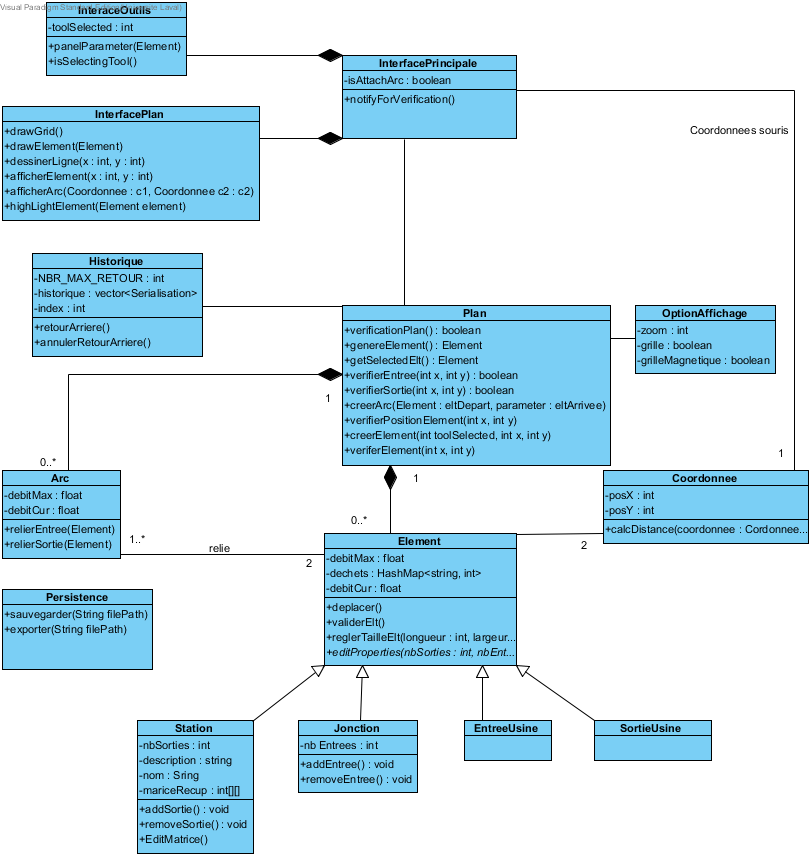 Visual Paradigm Standard
Laval)
InteraceOutils
-toolSelected : int
+panelParameter(Element)
+isSelectingTool()
InterfacePrincipale
-isAttachArc : boolean
+notifyForVerification()
InterfacePlan
+drawGrid()
+drawElement(Element)
+dessinerLigne(x : int, y : int)
+afficherElement(x : int, y : int)
+afficherArc(Coordonnee : c1, Coordonnee c2 : c2)
+highLightElement(Element element)
Coordonnees souris
Historique
-NBR_MAX_RETOUR : int
-historique : vector<Serialisation>
-index : int
+retourArriere()
+annulerRetourArriere()
Plan
+verificationPlan() : boolean
+genereElement() : Element
+getSelectedElt() : Element
+verifierEntree(int x, int y) : boolean
+verifierSortie(int x, int y) : boolean
+creerArc(Element : eltDepart, parameter : eltArrivee)
+verifierPositionElement(int x, int y)
+creerElement(int toolSelected, int x, int y)
+veriferElement(int x, int y)
OptionAffichage
-zoom : int
-grille : boolean
-grilleMagnetique : boolean
1
0..*
1
0..*
1
Arc
-debitMax : float
-debitCur : float
+relierEntree(Element)
+relierSortie(Element)
1..*
relie
2
Coordonnee
-posX : int
-posY : int
+calcDistance(coordonnee : Cordonnee...
2
Element
-debitMax : float
-dechets : HashMap<string, int>
-debitCur : float
+deplacer()
+validerElt()
+reglerTailleElt(longueur : int, largeur...
+editProperties(nbSorties : int, nbEnt...
Persistence
+sauvegarder(String filePath)
+exporter(String filePath)
Station
-nbSorties : int
-description : string
-nom : Sring
-mariceRecup : int[][]
+addSortie() : void
+removeSortie() : void
+EditMatrice()
Jonction
-nb Entrees : int
+addEntree() : void
+removeEntree() : void
EntreeUsine
SortieUsine